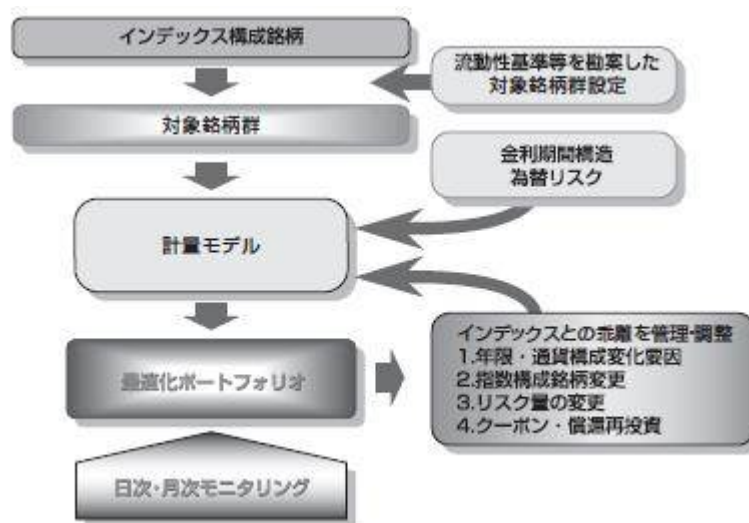 インデックス構成銘柄
流動性基準等を勘案した
対象銘柄群設定
対象銘柄群
金利期間構造
為替リスク
計量モデル
インデックスとの乖離を管理・調整
1.年限・通貨構成変化要因
2.指数構成銘柄変更
3.リスク量の変更
4.クーポン・償還再投資
最適化ポートフォリオ
日次・月次モニタリング